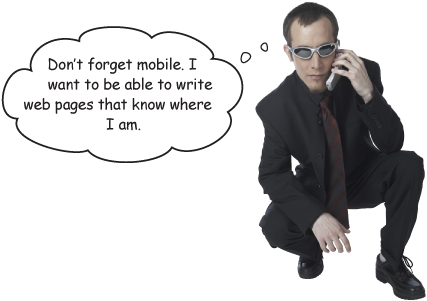 Don't forget mobile. I
want to be able to write
web pages that know where
I am.